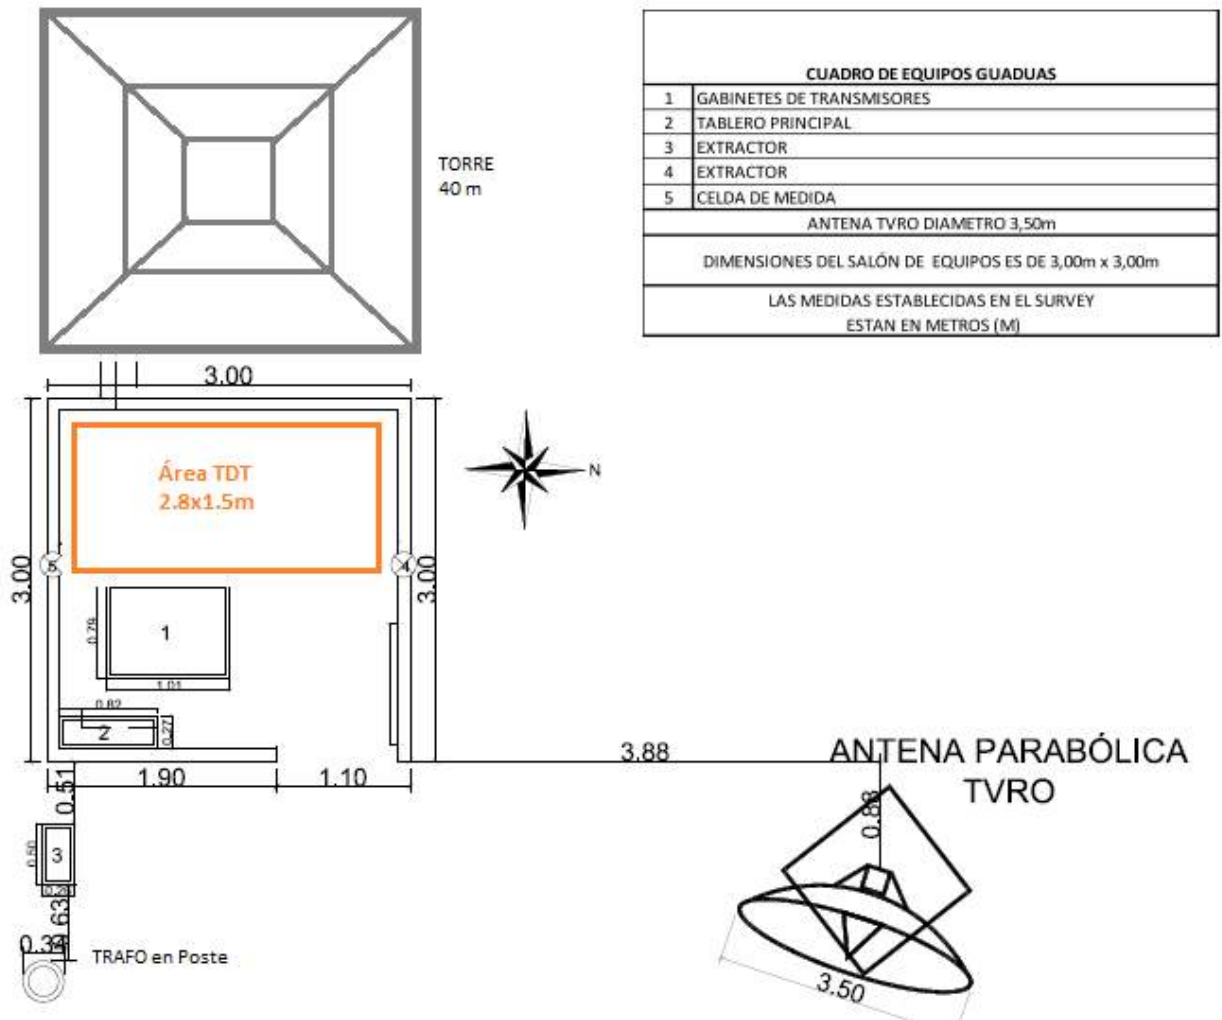 TORRE
40 m
CUADRO DE EQUIPOS GUADUAS
1 GABINETES DE TRANSMISORES
2 TABLERO PRINCIPAL
3 EXTRACTOR
4 EXTRACTOR
5 CELDA DE MEDIDA
ANTENA TVRO DIAMETRO 3,50m
DIMENSIONES DEL SALÓN DE EQUIPOS ES DE 3,00m x 3,00m
LAS MEDIDAS ESTABLECIDAS EN EL SURVEY
ESTAN EN METROS (M)
3.00
Área TDT
2.8x1.5m
N
3.00
5
4
3.00
0.79
1
1.01
0.82
2
0.27
1.90
1.10
3.88
ANTENA PARABÓLICA
TVRO
0.51
0.88
0.50
3
0.34
TRAFO en Poste
3.50